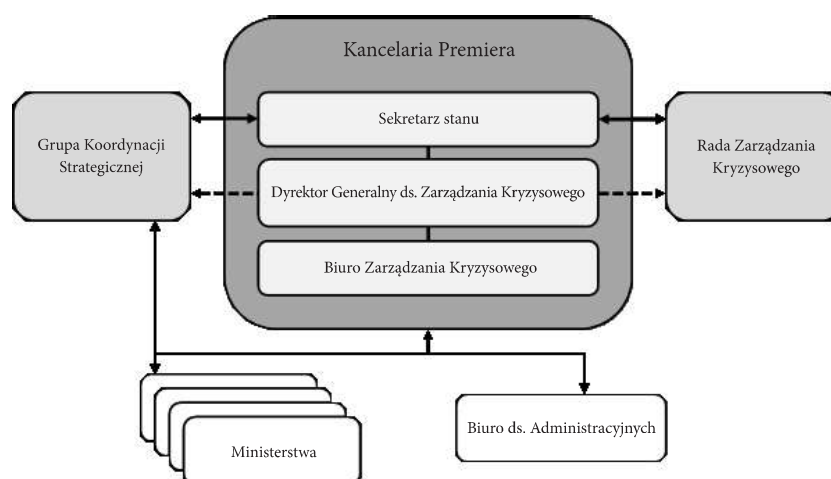 Kancelaria Premiera
Sekretarz stanu
Grupa Koordynacji
Strategicznej
Rada Zarządzania
Kryzysowego
Dyrektor Generalny ds. Zarządzania Kryzysowego
Biuro Zarządzania Kryzysowego
Biuro ds. Administracyjnych
Ministerstwa